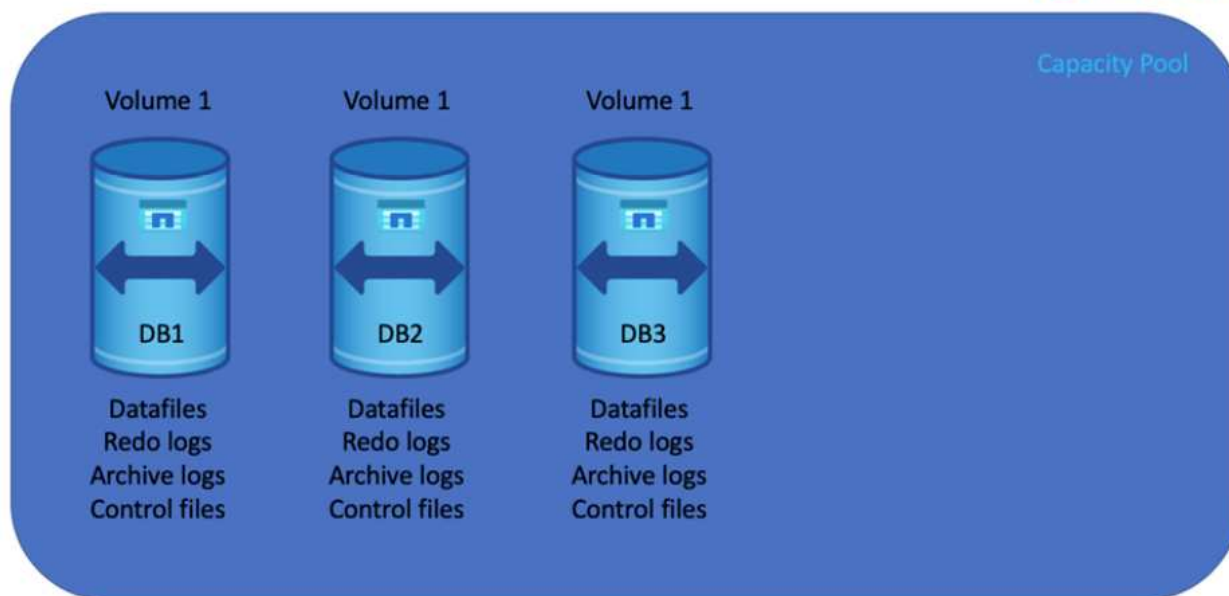 Capacity Pool
Volume 1
Volume 1
Volume 1
DB1
DB2
DB3
Datafiles
Redo logs
Archive logs
Control files
Datafiles
Redo logs
Archive logs
Control files
Datafiles
Redo logs
Archive logs
Control files